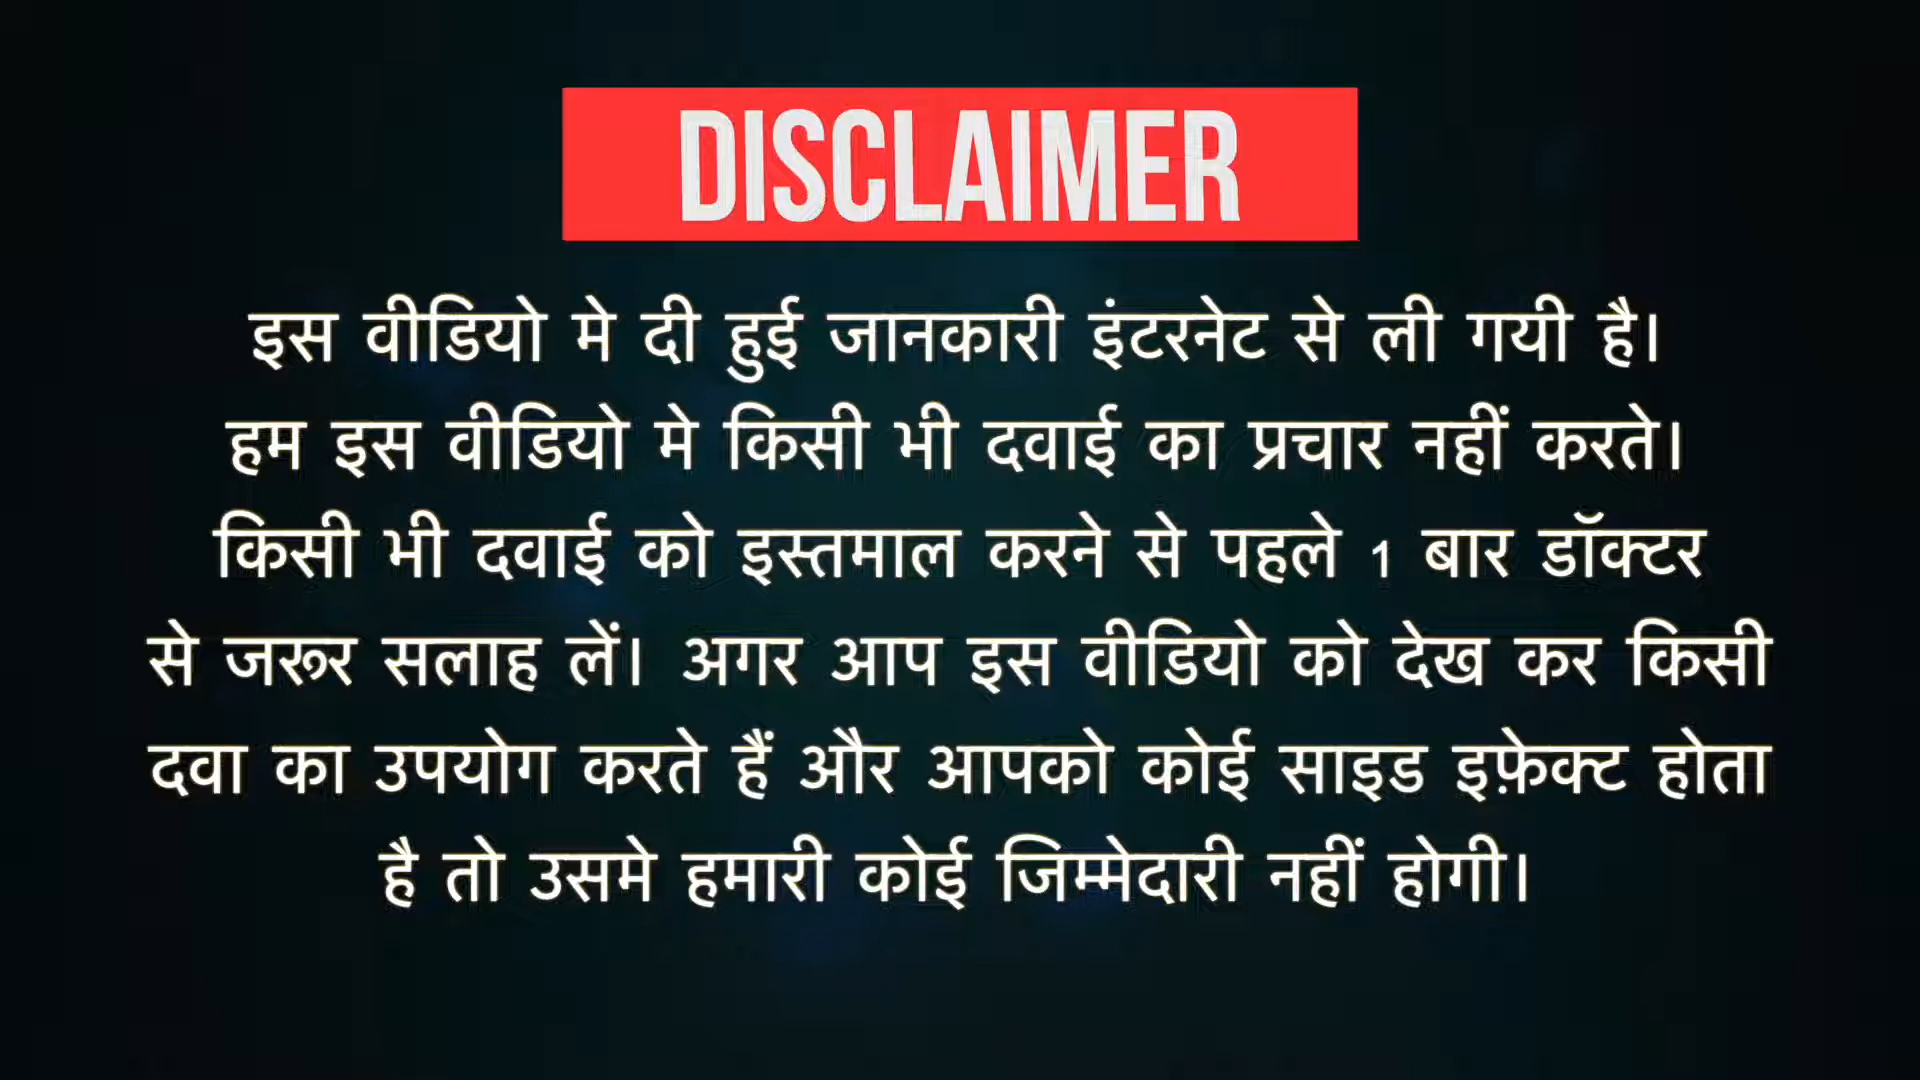 DISCLAIMER
इस वीडियो मे दी हुई जानकारी इंटरनेट से ली गयी है।
हम इस वीडियो मे किसी भी दवाई का प्रचार नहीं करते।
किसी भी दवाई को इस्तमाल करने से पहले 1 बार डॉक्टर
से जरूर सलाह लें। अगर आप इस वीडियो को देख कर किसी
दवा का उपयोग करते हैं और आपको कोई साइड इफ़ेक्ट होता
है तो उसमे हमारी कोई जिम्मेदारी नहीं होगी।